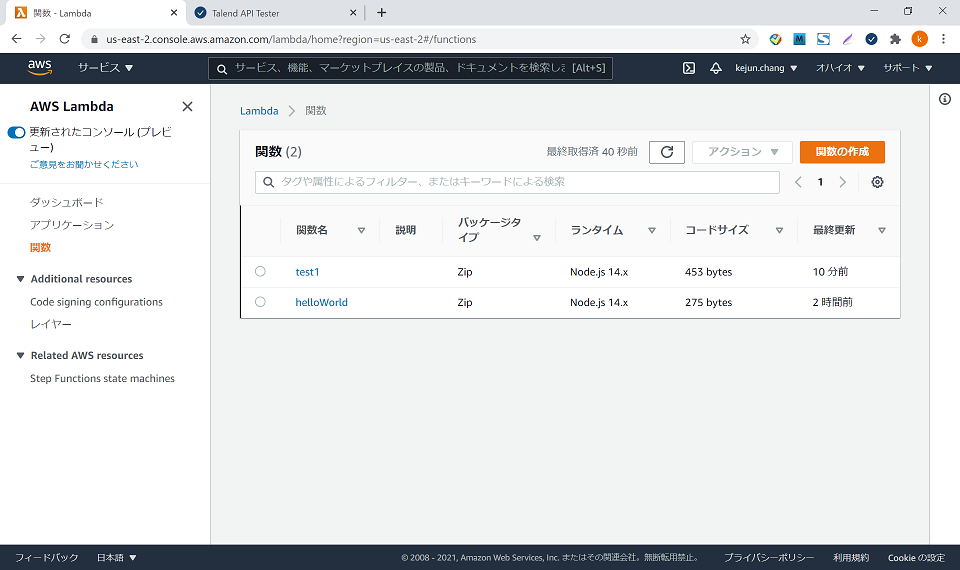 関数 - Lambda
Talend API Tester
us-east-2.console.aws.amazon.com/lambda/home?region=us-east-2#/functions
k
aws
サービス
サービス、機能、マーケットプレイスの製品、ドキュメントを検索しま [Alt+S]
kejun.chang
オハイオ
サポート
AWS Lambda
更新されたコンソール (プレビ
ュー)
ご意見をお聞かせください
ダッシュボード
アプリケーション
関数
Additional resources
Code signing configurations
レイヤー
Related AWS resources
Step Functions state machines
Lambda 関数
関数 (2)
最終取得済 40 秒前
アクション
関数の作成
タグや属性によるフィルター、またはキーワードによる検索
1
関数名 説明 パッケージタ
イプ ランタイム コードサイズ 最終更新
test1 Zip Node.js 14.x 453 bytes 10 分前
helloWorld Zip Node.js 14.x 275 bytes 2 時間前
フィードバック 日本語
© 2008 - 2021, Amazon Web Services, Inc. またはその関連会社。無断転用禁止。
プライバシーポリシー 利用規約 Cookie の設定